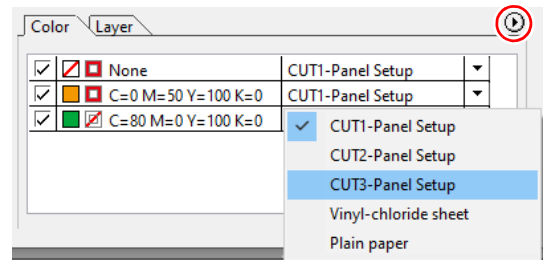 Color Layer
None CUT1-Panel Setup
C=0 M=50 Y=100 K=0 CUT1-Panel Setup
C=80 M=0 Y=100 K=0
CUT1-Panel Setup
CUT2-Panel Setup
CUT3-Panel Setup
Vinyl-chloride sheet
Plain paper